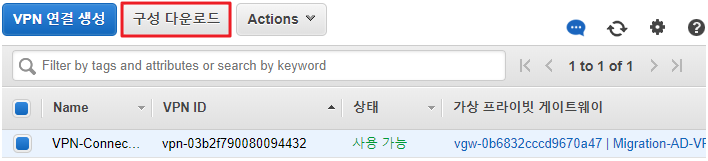 VPN 연결 생성 구성 다운로드 Actions
Filter by tags and attributes or search by keyword 1 to 1 of 1
Name VPN ID 상태 가상 프라이빗 게이트웨이
VPN-Connec... vpn-03b2f790080094432 사용 가능 vgw-0b6832cccd9670a47 | Migration-AD-VP